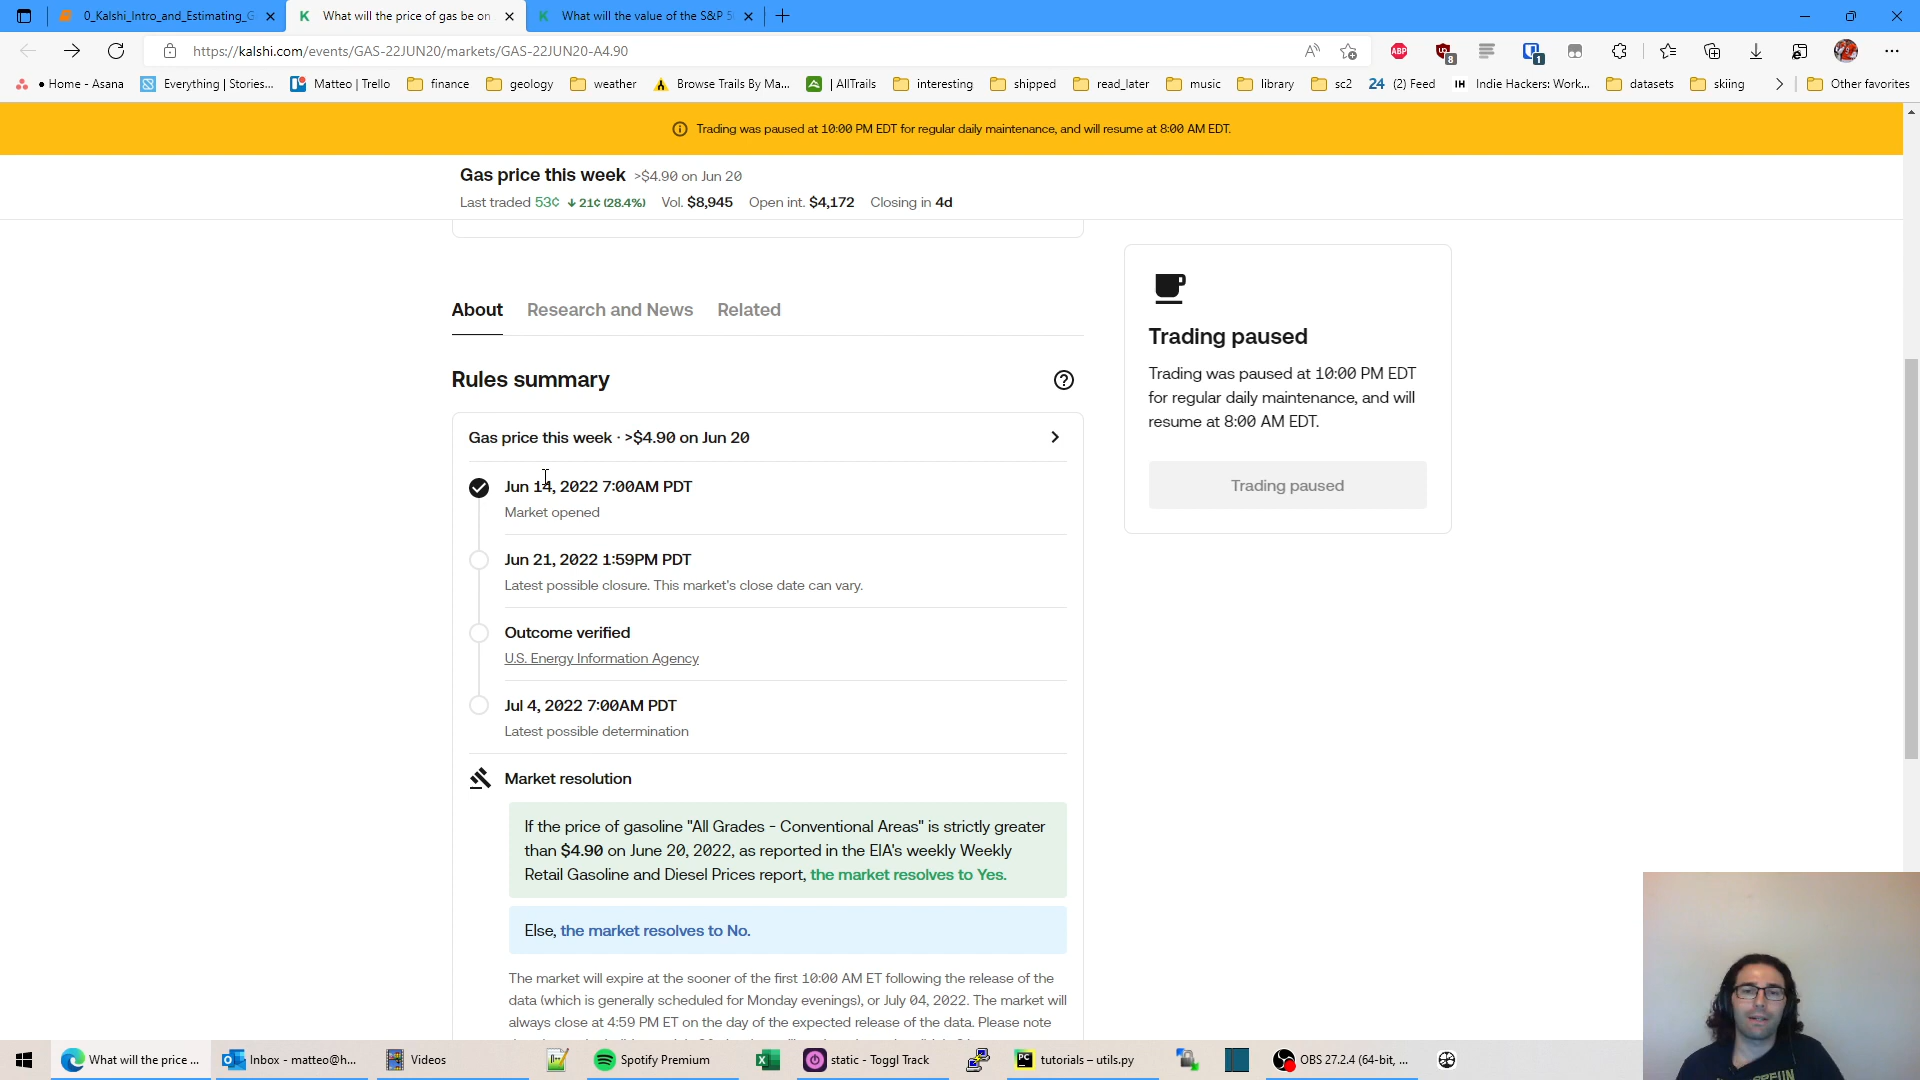 0_Kalshi_Intro_and_Estimating_G
What will the price of gas be on
What will the value of the S&P 5
https://kalshi.com/events/GAS-22JUN20/markets/GAS-22JUN20-A4.90
ABP
8
1
• Home - Asana
Everything | Stories...
Matteo | Trello
finance
geology
weather
Browse Trails By Ma...
| AllTrails
interesting
shipped
read_later
music
library
sc2
24 (2) Feed
IH Indie Hackers: Work...
datasets
skiing
Other favorites
Trading was paused at 10:00 PM EDT for regular daily maintenance, and will resume at 8:00 AM EDT.
Gas price this week >$4.90 on Jun 20
Last traded 53¢ ↓ 21¢ (28.4%) Vol. $8,945 Open int. $4,172 Closing in 4d
About Research and News Related
Rules summary
Gas price this week · >$4.90 on Jun 20
Jun 14, 2022 7:00AM PDT
Market opened
Jun 21, 2022 1:59PM PDT
Latest possible closure. This market's close date can vary.
Outcome verified
U.S. Energy Information Agency
Jul 4, 2022 7:00AM PDT
Latest possible determination
Market resolution
If the price of gasoline "All Grades - Conventional Areas" is strictly greater
than $4.90 on June 20, 2022, as reported in the EIA's weekly Weekly
Retail Gasoline and Diesel Prices report, the market resolves to Yes.
Else, the market resolves to No.
The market will expire at the sooner of the first 10:00 AM ET following the release of the
data (which is generally scheduled for Monday evenings), or July 04, 2022. The market will
always close at 4:59 PM ET on the day of the expected release of the data. Please note
Trading paused
Trading was paused at 10:00 PM EDT
for regular daily maintenance, and will
resume at 8:00 AM EDT.
Trading paused
What will the price ...
Inbox - matteo@h...
Videos
Spotify Premium
static - Toggl Track
PC tutorials – utils.py
OBS 27.2.4 (64-bit, ...